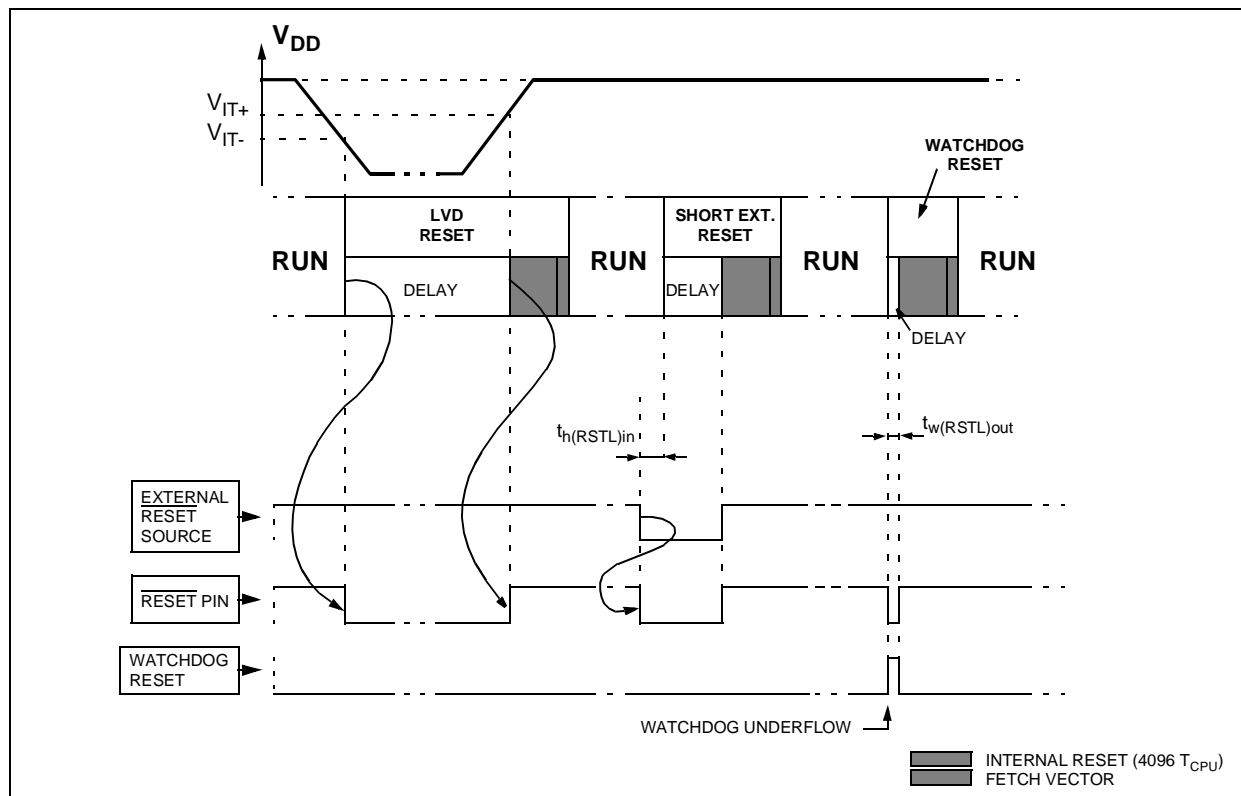 VDD
VIT+
VIT-
WATCHDOG
RESET
LVD
RESET
SHORT EXT.
RESET
RUN
RUN
RUN
RUN
DELAY
DELAY
DELAY
th(RSTL)in
tw(RSTL)out
EXTERNAL
RESET
SOURCE
RESET PIN
WATCHDOG
RESET
WATCHDOG UNDERFLOW
INTERNAL RESET (4096 TCPU)
FETCH VECTOR